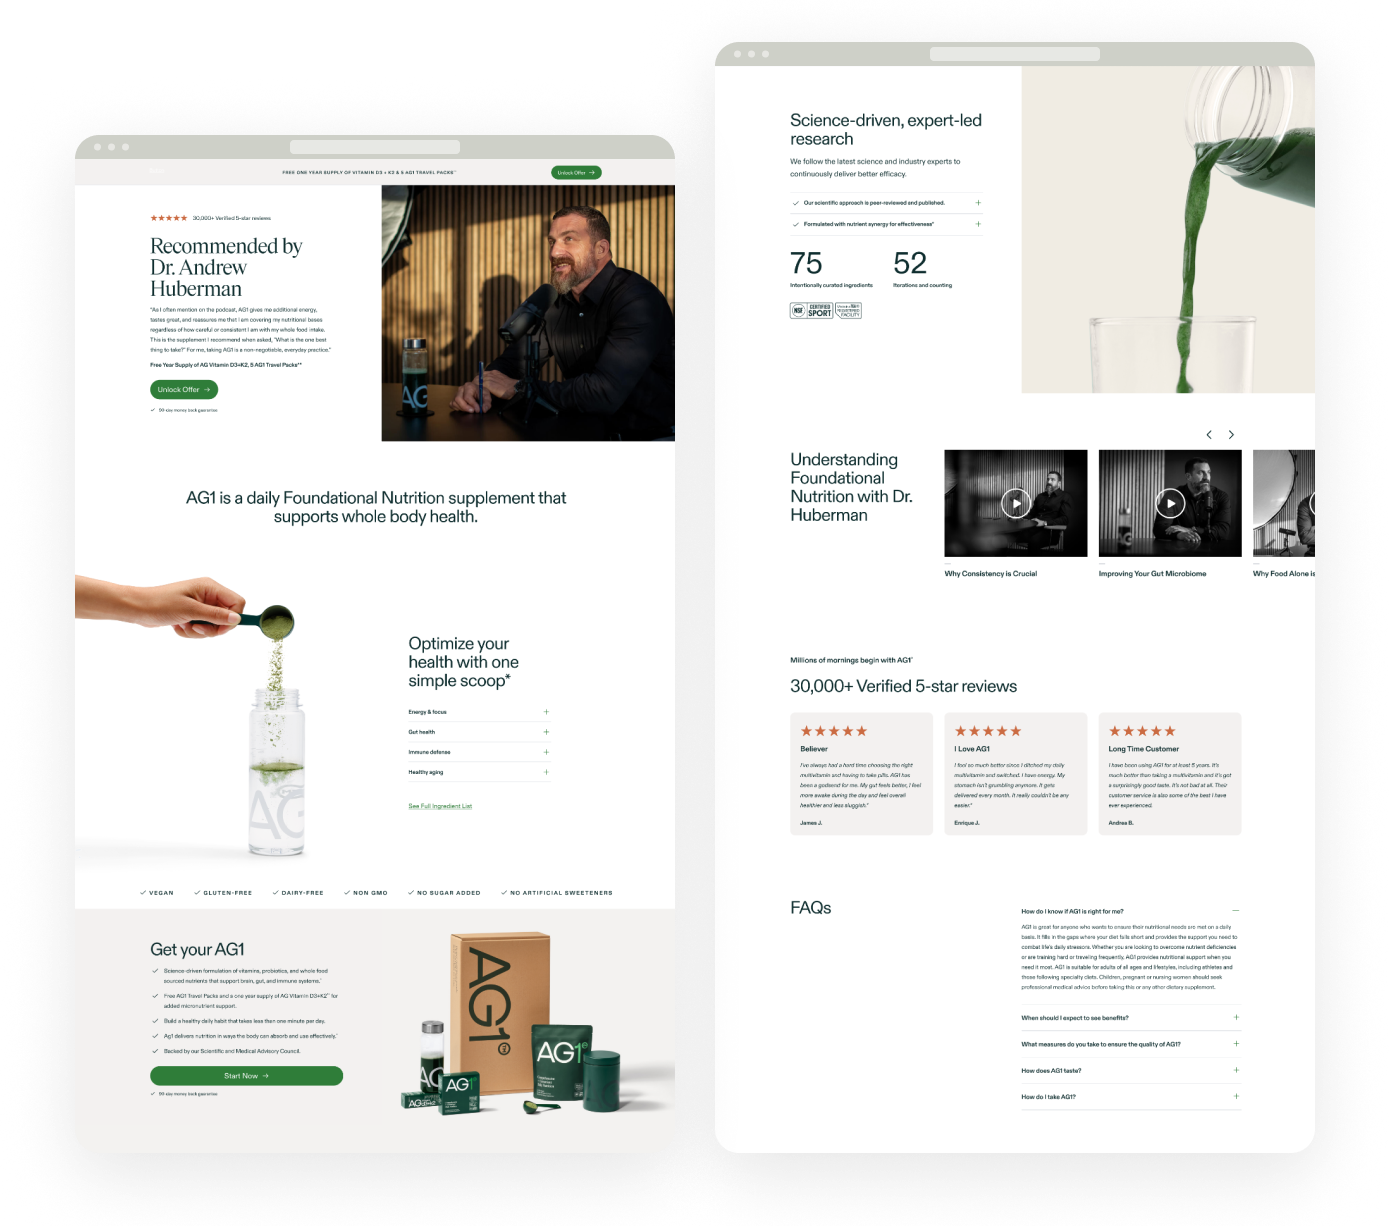 FREE ONE YEAR SUPPLY OF VITAMIN D3 + K2 & 5 AG1 TRAVEL PACKS**
Unlock Offer →
★★★★★ 30,000+ Verified 5-star reviews
Recommended by
Dr. Andrew
Huberman
"As I often mention on the podcast, AG1 gives me additional energy,
tastes great, and reassures me that I am covering my nutritional bases
regardless of how careful or consistent I am with my whole food intake.
This is the supplement I recommend when asked, "What is the one best
thing to take?" For me, taking AG1 is a non-negotiable, everyday practice."
Free Year Supply of AG Vitamin D3+K2, 5 AG1 Travel Packs**
Unlock Offer →
✓ 90-day money back guarantee
AG
AG1 is a daily Foundational Nutrition supplement that
supports whole body health.
Optimize your
health with one
simple scoop*
Energy & focus +
Gut health +
Immune defense +
Healthy aging +
See Full Ingredient List
AG
✓ VEGAN ✓ GLUTEN-FREE ✓ DAIRY-FREE ✓ NON GMO ✓ NO SUGAR ADDED ✓ NO ARTIFICIAL SWEETENERS
Get your AG1
✓ Science-driven formulation of vitamins, probiotics, and whole food
sourced nutrients that support brain, gut, and immune systems.*
✓ Free AG1 Travel Packs and a one year supply of AG Vitamin D3+K2** for
added micronutrient support.
✓ Build a healthy daily habit that takes less than one minute per day.
✓ Ag1 delivers nutrition in ways the body can absorb and use effectively.*
✓ Backed by our Scientific and Medical Advisory Council.
Start Now →
✓ 90-day money back guarantee
AG1
AG1
AG
AG1
Science-driven, expert-led
research
We follow the latest science and industry experts to
continuously deliver better efficacy.
✓ Our scientific approach is peer-reviewed and published. +
✓ Formulated with nutrient synergy for effectiveness* +
75 52
Intentionally curated ingredients Iterations and counting
NSF CERTIFIED SPORT
REGISTERED FACILITY
Understanding
Foundational
Nutrition with Dr.
Huberman
Why Consistency is Crucial
Improving Your Gut Microbiome
Why Food Alone is
Millions of mornings begin with AG1*
30,000+ Verified 5-star reviews
★★★★★
Believer
I've always had a hard time choosing the right
multivitamin and having to take pills. AG1 has
been a godsend for me. My gut feels better, I feel
more awake during the day and feel overall
healthier and less sluggish.*
James J.
★★★★★
I Love AG1
I feel so much better since I ditched my daily
multivitamin and switched. I have energy. My
stomach isn't grumbling anymore. It gets
delivered every month. It really couldn't be any
easier.*
Enrique J.
★★★★★
Long Time Customer
I have been using AG1 for at least 5 years. It's
much better than taking a multivitamin and it's got
a surprisingly good taste. It's not bad at all. Their
customer service is also some of the best I have
ever experienced.
Andrea B.
FAQs
How do I know if AG1 is right for me? —
AG1 is great for anyone who wants to ensure their nutritional needs are met on a daily
basis. It fills in the gaps where your diet falls short and provides the support you need to
combat life's daily stressors. Whether you are looking to overcome nutrient deficiencies
or are training hard or traveling frequently, AG1 provides nutritional support when you
need it most. AG1 is suitable for adults of all ages and lifestyles, including athletes and
those following specialty diets. Children, pregnant or nursing women should seek
professional medical advice before taking this or any other dietary supplement.
When should I expect to see benefits? +
What measures do you take to ensure the quality of AG1? +
How does AG1 taste? +
How do I take AG1? +